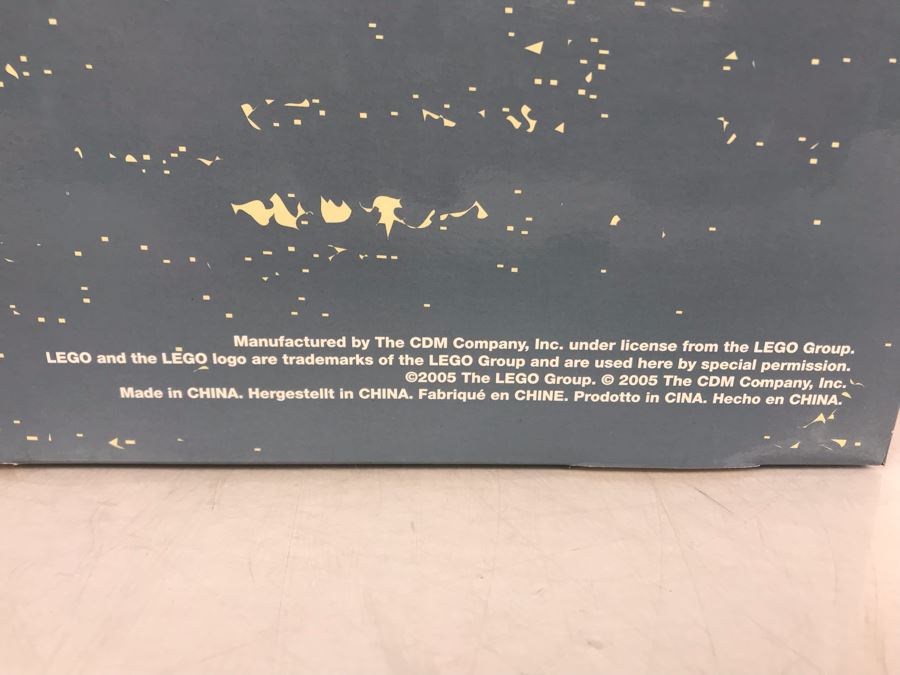 Manufactured by The CDM Company, Inc. under license from the LEGO Group.
LEGO and the LEGO logo are trademarks of the LEGO Group and are used here by special permission.
©2005 The LEGO Group. © 2005 The CDM Company, Inc.
Made in CHINA. Hergestellt in CHINA. Fabriqué en CHINE. Prodotto in CINA. Hecho en CHINA.